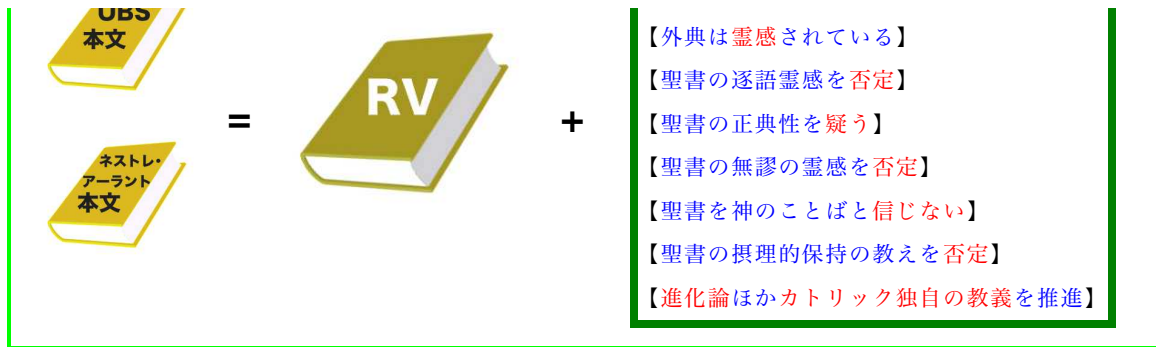 UBS
本文
ネストレ・
アーラント
本文
=
RV
+
【外典は霊感されている】
【聖書の逐語霊感を否定】
【聖書の正典性を疑う】
【聖書の無謬の霊感を否定】
【聖書を神のことばと信じない】
【聖書の摂理的保持の教えを否定】
【進化論ほかカトリック独自の教義を推進】